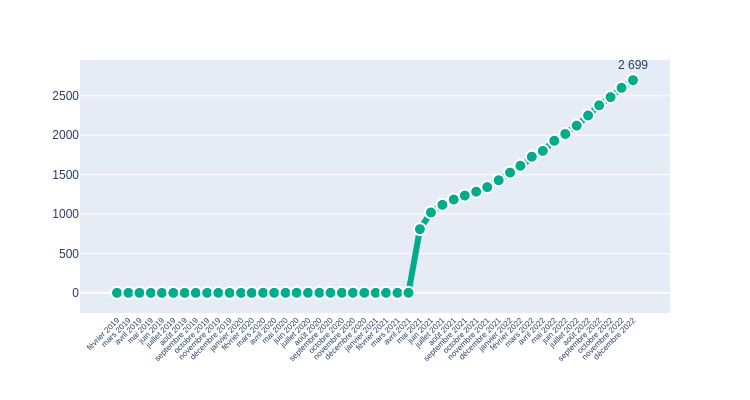 2 699
2500
2000
1500
1000
500
0
février 2019
mars 2019
avril 2019
mai 2019
juin 2019
juillet 2019
août 2019
septembre 2019
octobre 2019
novembre 2019
décembre 2019
janvier 2020
février 2020
mars 2020
avril 2020
mai 2020
juin 2020
juillet 2020
août 2020
septembre 2020
octobre 2020
novembre 2020
décembre 2020
janvier 2021
février 2021
mars 2021
avril 2021
mai 2021
juin 2021
juillet 2021
août 2021
septembre 2021
octobre 2021
novembre 2021
décembre 2021
janvier 2022
février 2022
mars 2022
avril 2022
mai 2022
juin 2022
juillet 2022
août 2022
septembre 2022
octobre 2022
novembre 2022
décembre 2022